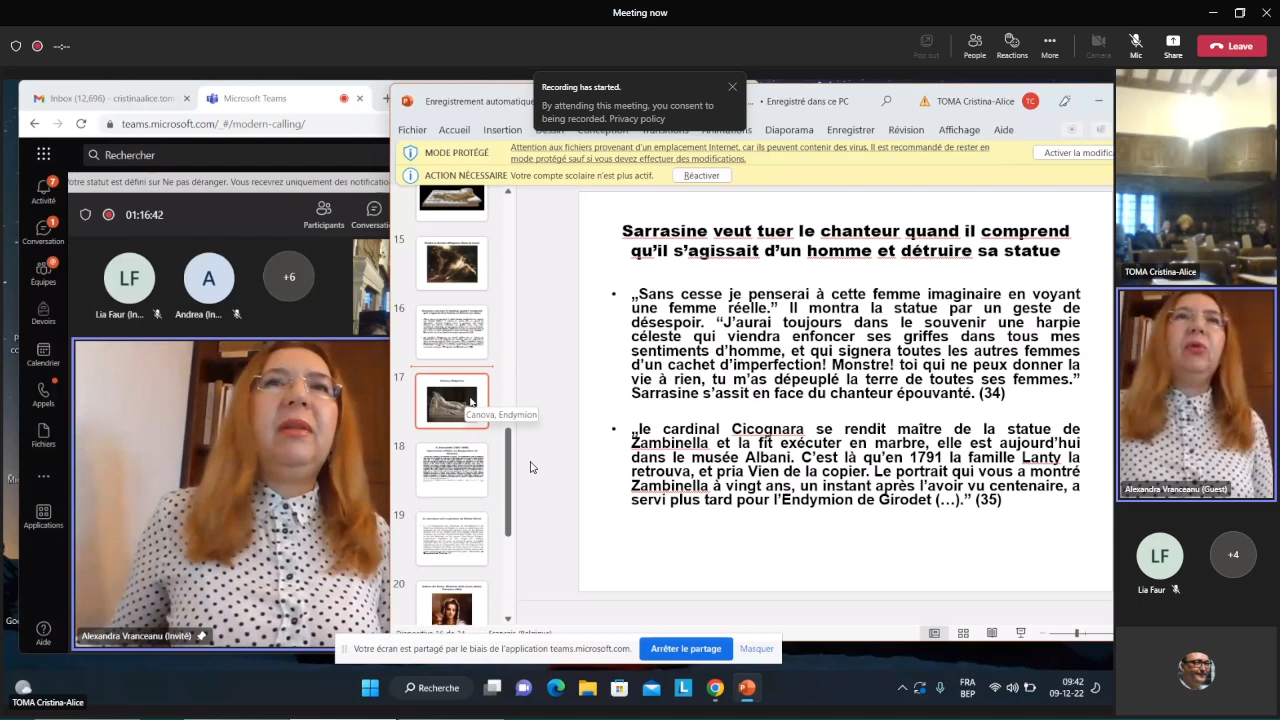 Meeting now
--:--
Pop out
People
Reactions
More
Camera
Mic
Share
Leave
Inbox (12,696) - cristinaalice.tom
Microsoft Teams
teams.microsoft.com/_#/modern-calling/
Rechercher
otre statut est défini sur Ne pas déranger. Vous recevrez uniquement des notification
01:16:42
Participants
Conversatio
Activité
7
Conversation
1
Équipes
Devoirs
Calendrier
Appels
Fichiers
Applications
Aide
LF
Lia Faur (In...
A
Andrea (In...
+6
Alexandra Vranceanu (Invité)
Recording has started.
By attending this meeting, you consent to
being recorded. Privacy policy
Enregistrement automatique
• Enregistré dans ce PC
TOMA Cristina-Alice
TC
Fichier
Accueil
Insertion
Dessin
Conception
Transitions
Animations
Diaporama
Enregistrer
Révision
Affichage
Aide
MODE PROTÉGÉ
Attention aux fichiers provenant d'un emplacement Internet, car ils peuvent contenir des virus. Il est recommandé de rester en
mode protégé sauf si vous devez effectuer des modifications.
Activer la modific
ACTION NÉCESSAIRE Votre compte scolaire n'est plus actif.
Réactiver
15
16
17
Canova, Endymion
18
19
20
Sarrasine veut tuer le chanteur quand il comprend
qu'il s'agissait d'un homme et détruire sa statue
• „Sans cesse je penserai à cette femme imaginaire en voyant
une femme réelle.” Il montra la statue par un geste de
désespoir. “J'aurai toujours dans le souvenir une harpie
céleste qui viendra enfoncer ses griffes dans tous mes
sentiments d'homme, et qui signera toutes les autres femmes
d'un cachet d'imperfection! Monstre! toi qui ne peux donner la
vie à rien, tu m'as dépeuplé la terre de toutes ses femmes.”
Sarrasine s'assit en face du chanteur épouvanté. (34)
• „le cardinal Cicognara se rendit maître de la statue de
Zambinella et la fit exécuter en marbre, elle est aujourd'hui
dans le musée Albani. C'est là qu'en 1791 la famille Lanty la
retrouva, et pria Vien de la copier. Le portrait qui vous a montré
Zambinella à vingt ans, un instant après l'avoir vu centenaire, a
servi plus tard pour l'Endymion de Girodet (…).” (35)
Diapositive 16 de 24
Français (Belgique)
Votre écran est partagé par le biais de l'application teams.microsoft.com.
Arrêter le partage
Masquer
Recherche
FRA
BEP
09:42
09-12-22
TOMA Cristina-Alice
TOMA Cristina-Alice
Alexandra Vranceanu (Guest)
LF
Lia Faur
+4